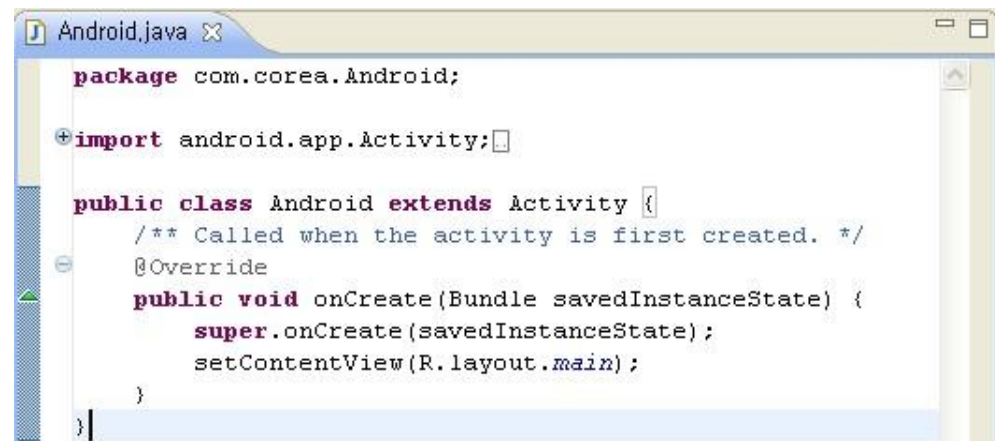 Android.java
package com.corea.Android;
import android.app.Activity;
public class Android extends Activity {
/** Called when the activity is first created. */
@Override
public void onCreate(Bundle savedInstanceState) {
super.onCreate(savedInstanceState);
setContentView(R.layout.main);
}
}